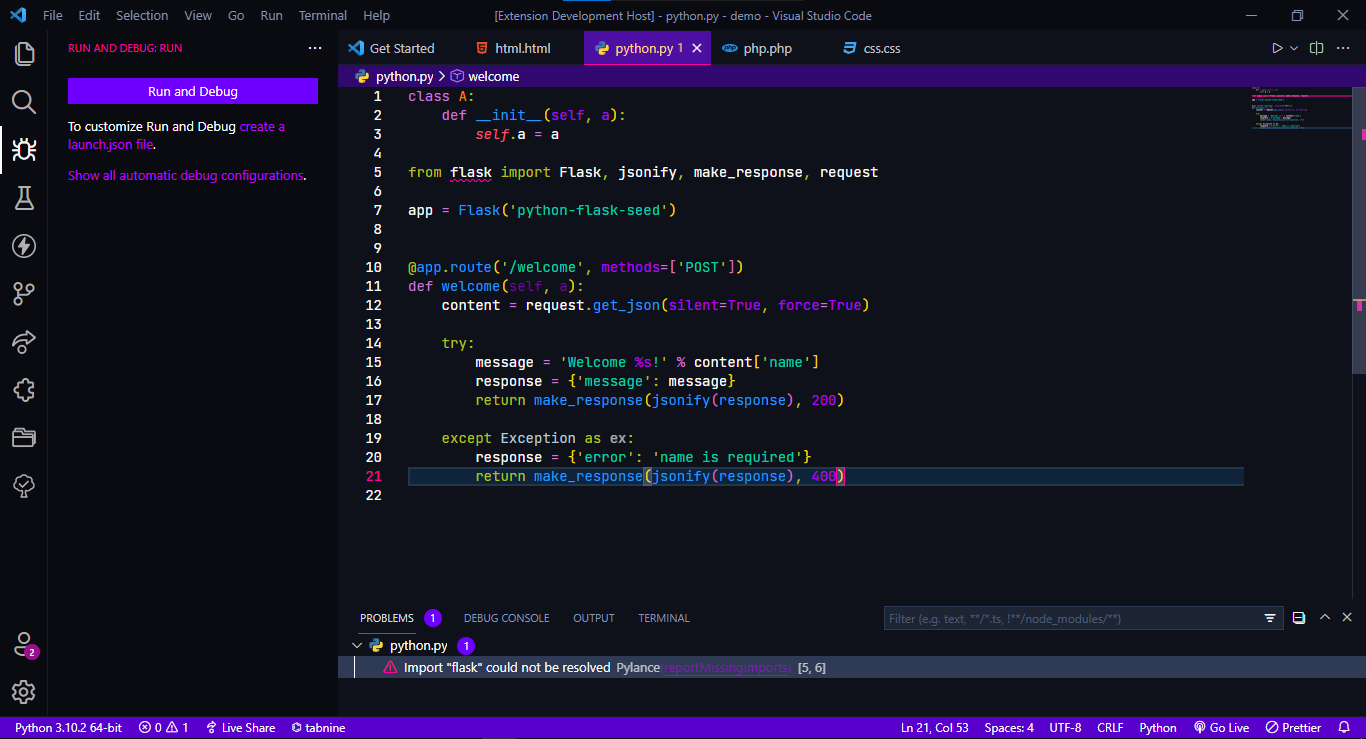 File Edit Selection View Go Run Terminal Help [Extension Development Host] - python.py - demo - Visual Studio Code
RUN AND DEBUG: RUN ...
Run and Debug
To customize Run and Debug create a
launch.json file.
Show all automatic debug configurations.
Get Started html.html python.py 1 php.php css.css
python.py > welcome
1 class A:
2     def __init__(self, a):
3         self.a = a
4
5 from flask import Flask, jsonify, make_response, request
6
7 app = Flask('python-flask-seed')
8
9
10 @app.route('/welcome', methods=['POST'])
11 def welcome(self, a):
12     content = request.get_json(silent=True, force=True)
13
14     try:
15         message = 'Welcome %s!' % content['name']
16         response = {'message': message}
17         return make_response(jsonify(response), 200)
18
19     except Exception as ex:
20         response = {'error': 'name is required'}
21         return make_response(jsonify(response), 400)
22
PROBLEMS 1 DEBUG CONSOLE OUTPUT TERMINAL Filter (e.g. text, **/*.ts, !**/node_modules/**)
python.py 1
Import "flask" could not be resolved Pylance(reportMissingImports) [5, 6]
2
Python 3.10.2 64-bit 0 1 Live Share tabnine Ln 21, Col 53 Spaces: 4 UTF-8 CRLF Python Go Live Prettier